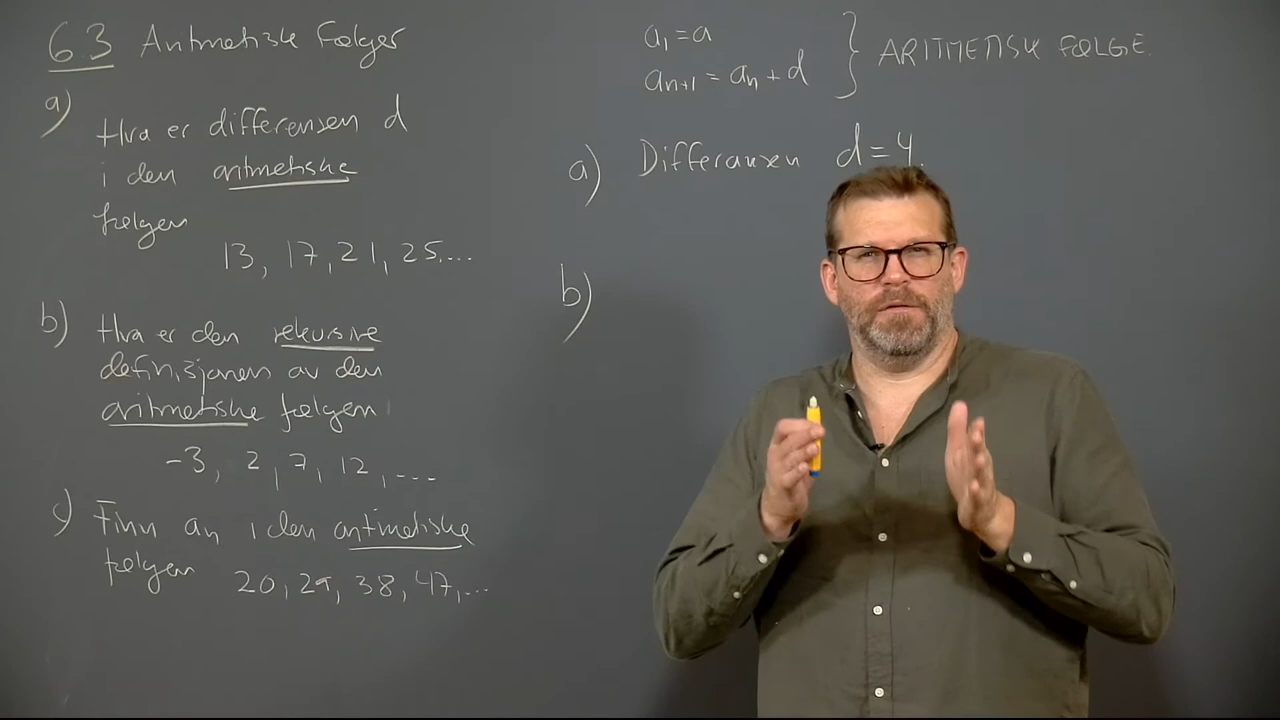 6.3 Aritmetiske Følger
a)
Hva er differensen d
i den aritmetiske
følgen
13, 17, 21, 25, ...
b) Hva er den rekursive
definisjonen av den
aritmetiske følgen
-3, 2, 7, 12, ...
c) Finn an i den aritmetiske
følgen 20, 29, 38, 47, ...
a₁ = a
aₙ₊₁ = aₙ + d } ARITMETISK FØLGE.
a) Differansen d = 4.
b)